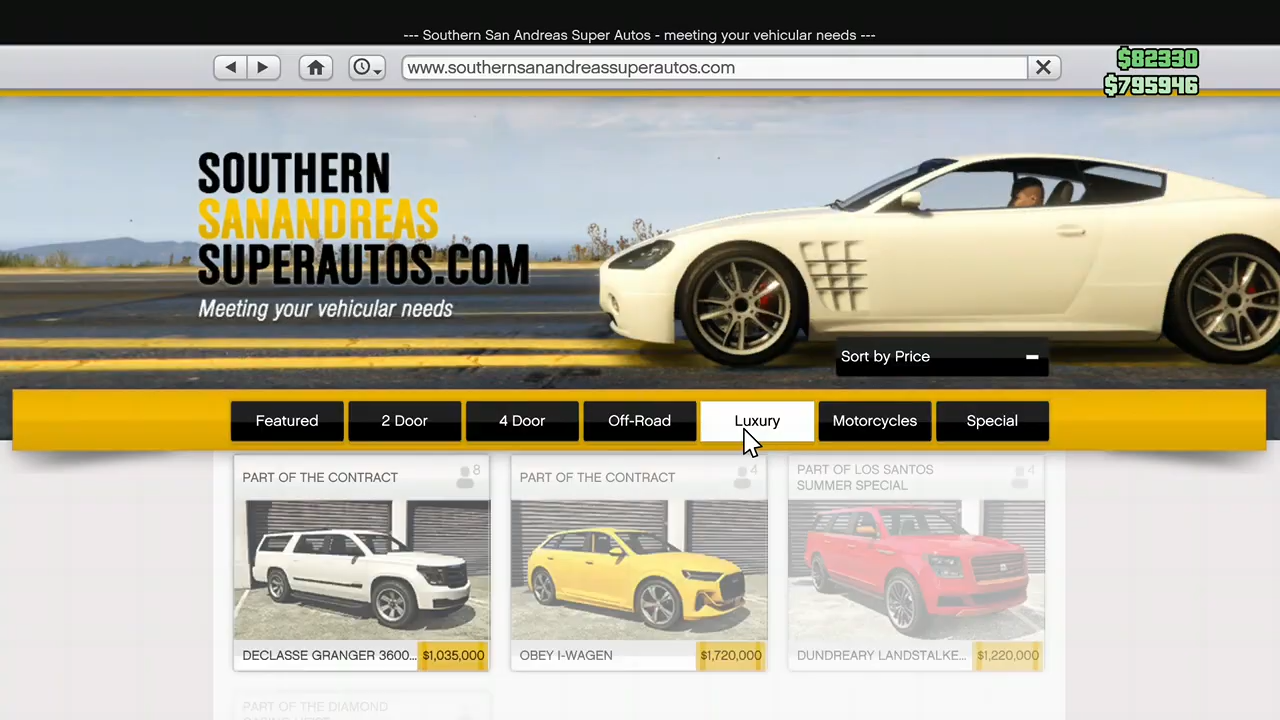 --- Southern San Andreas Super Autos - meeting your vehicular needs ---
www.southernsanandreassuperautos.com
$82330
$795946
SOUTHERN
SANANDREAS
SUPERAUTOS.COM
Meeting your vehicular needs
Sort by Price
Featured
2 Door
4 Door
Off-Road
Luxury
Motorcycles
Special
PART OF THE CONTRACT
8
PART OF THE CONTRACT
4
PART OF LOS SANTOS
SUMMER SPECIAL
4
DECLASSE GRANGER 3600...
$1,035,000
OBEY I-WAGEN
$1,720,000
DUNDREARY LANDSTALKE...
$1,220,000
PART OF THE DIAMOND
CASINO HEIST